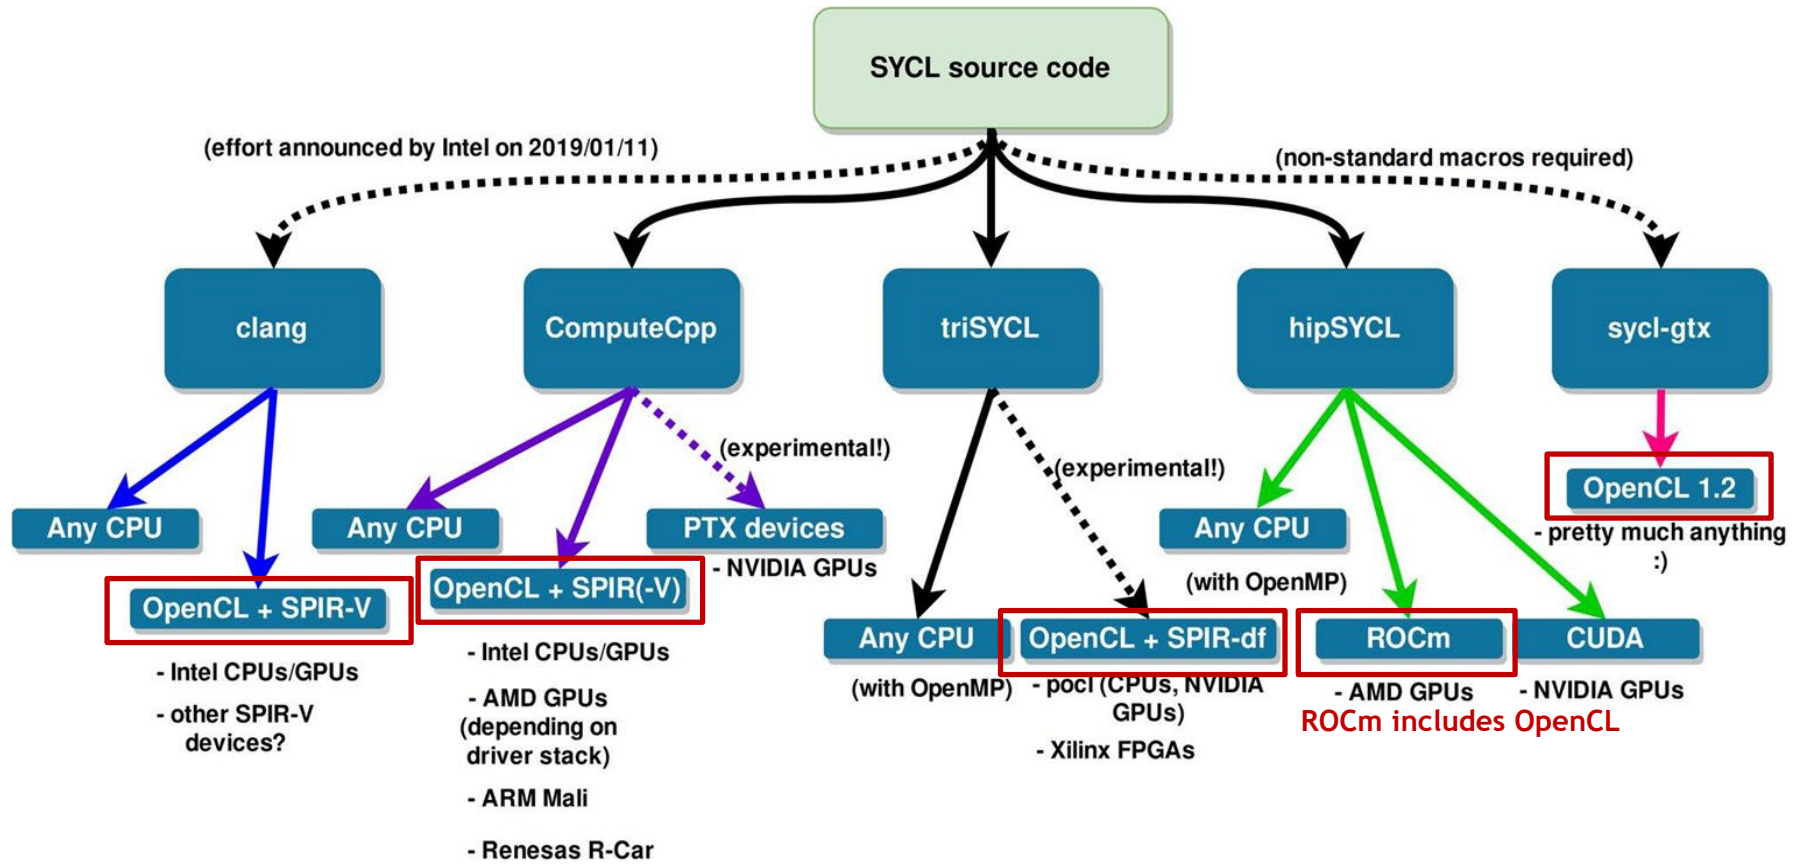 SYCL source code
(effort announced by Intel on 2019/01/11)
(non-standard macros required)
clang
ComputeCpp
triSYCL
hipSYCL
sycl-gtx
(experimental!)
(experimental!)
OpenCL 1.2
- pretty much anything
:)
Any CPU
Any CPU
PTX devices
- NVIDIA GPUs
Any CPU
(with OpenMP)
OpenCL + SPIR-V
- Intel CPUs/GPUs
- other SPIR-V
devices?
OpenCL + SPIR(-V)
- Intel CPUs/GPUs
- AMD GPUs
(depending on
driver stack)
- ARM Mali
- Renesas R-Car
Any CPU
(with OpenMP)
OpenCL + SPIR-df
- pocl (CPUs, NVIDIA
GPUs)
- Xilinx FPGAs
ROCm
- AMD GPUs
CUDA
- NVIDIA GPUs
ROCm includes OpenCL